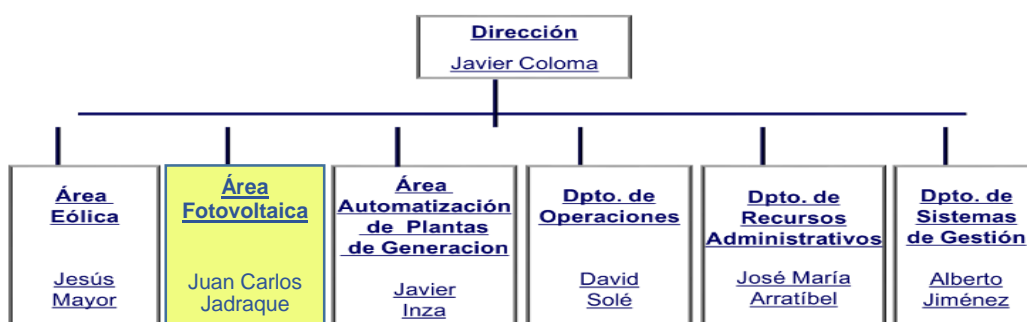 Dirección
Javier Coloma
Área
Eólica
Jesús
Mayor
Área
Fotovoltaica
Juan Carlos
Jadraque
Área
Automatización
de Plantas
de Generacion
Javier
Inza
Dpto. de
Operaciones
David
Solé
Dpto. de
Recursos
Administrativos
José María
Arratíbel
Dpto. de
Sistemas
de Gestión
Alberto
Jiménez